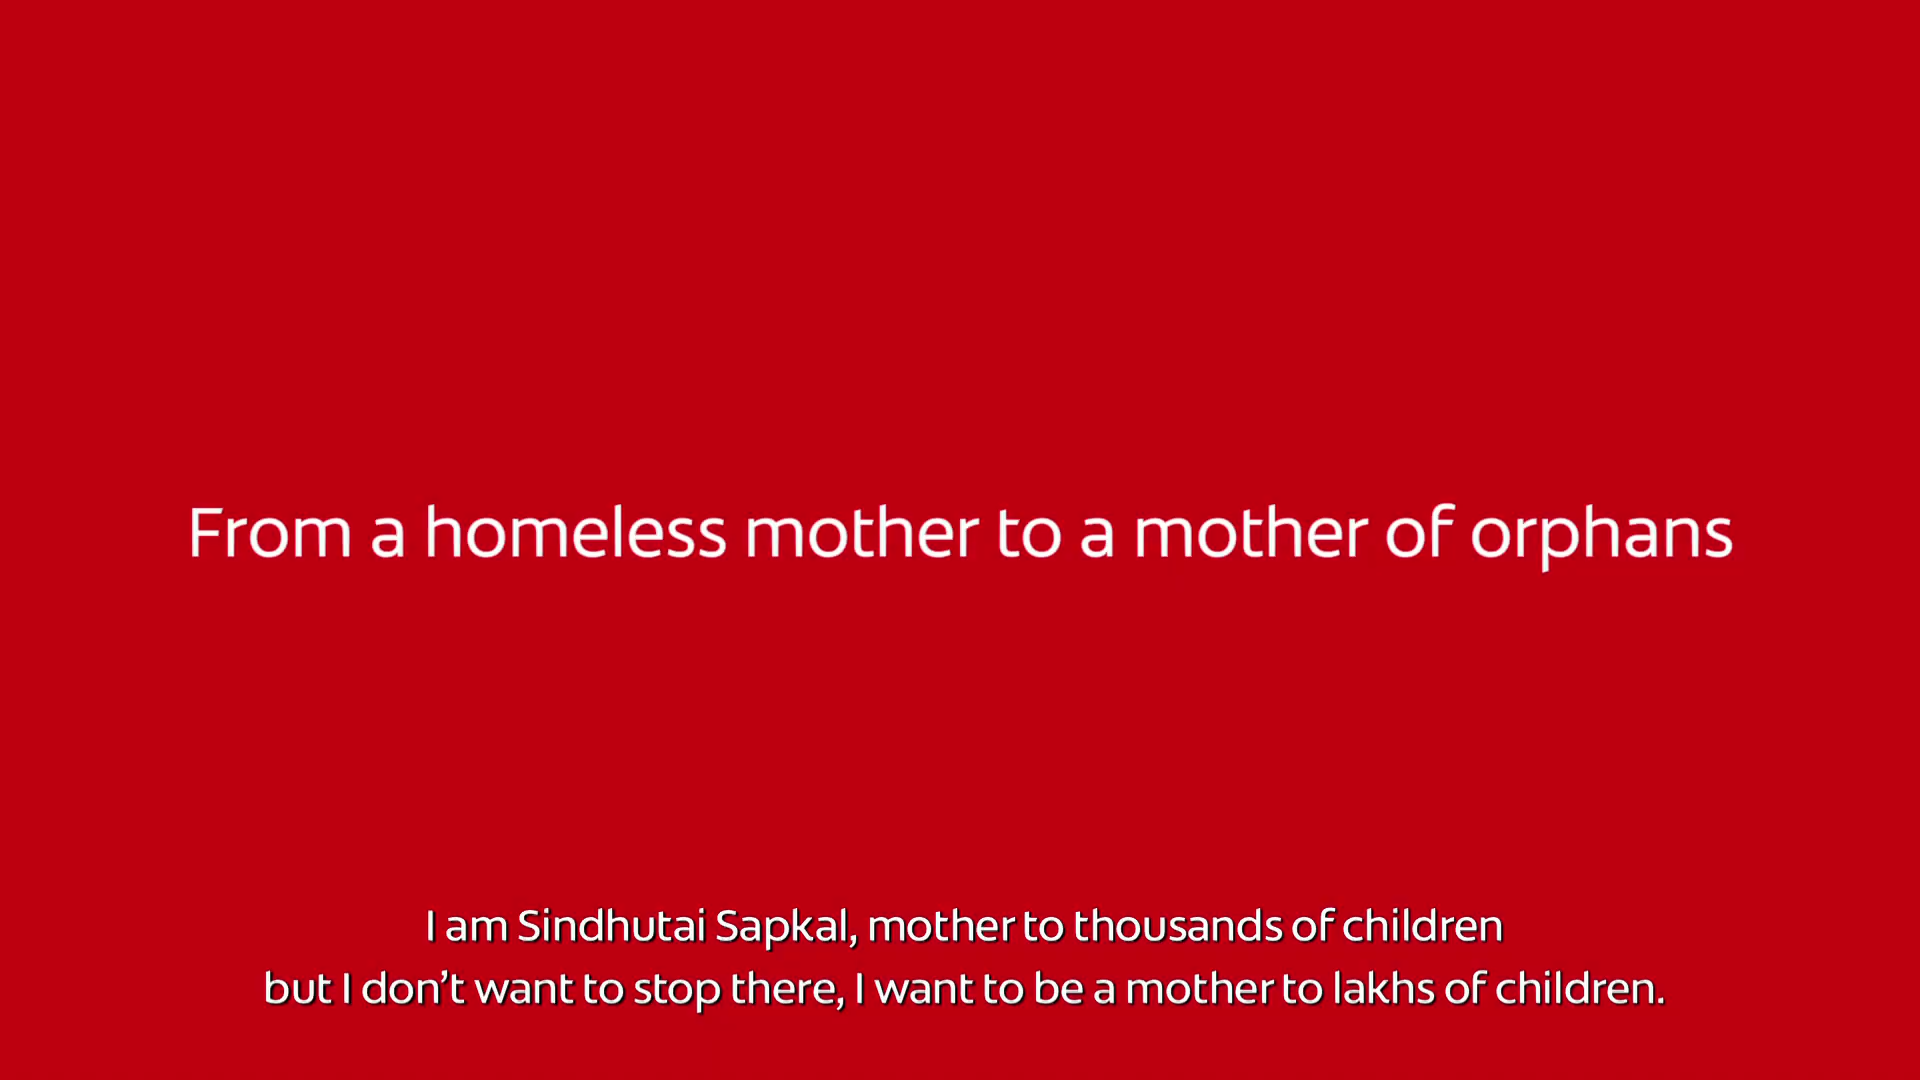 From a homeless mother to a mother of orphans
I am Sindhutai Sapkal, mother to thousands of children
but I don’t want to stop there, I want to be a mother to lakhs of children.